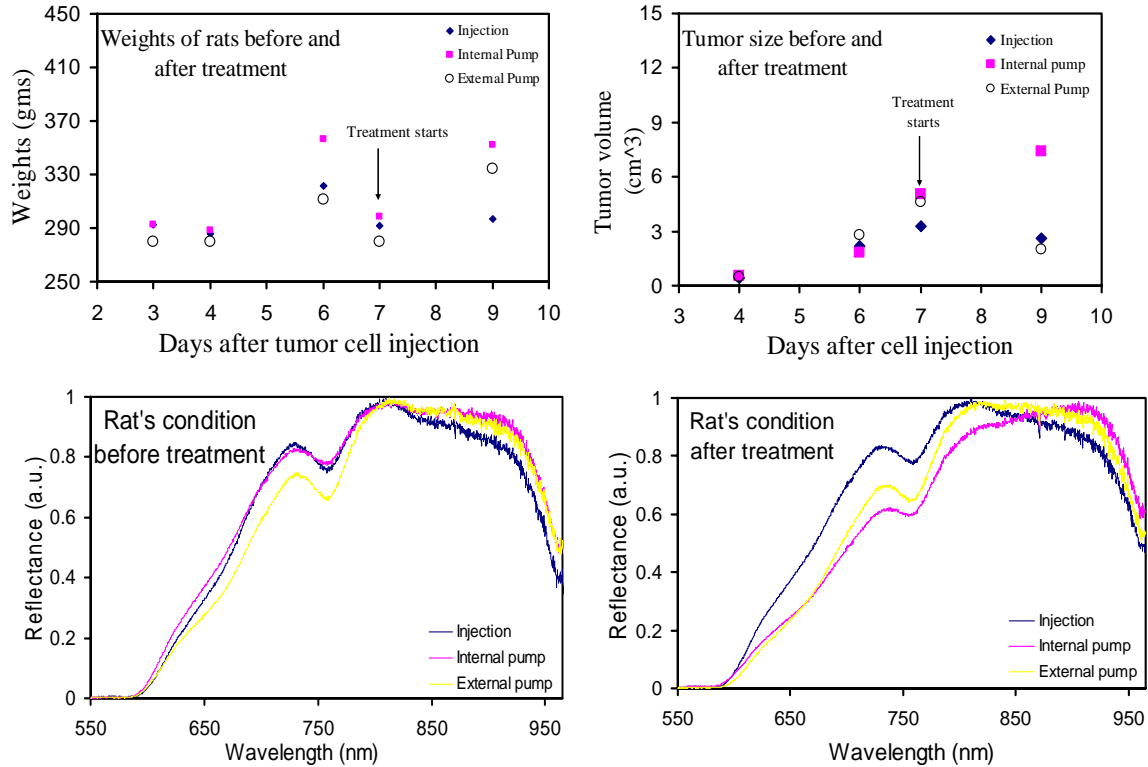 Weights of rats before and
after treatment
Injection
Internal Pump
External Pump
Treatment starts
Weights (gms)
450
410
370
330
290
250
2 3 4 5 6 7 8 9 10
Days after tumor cell injection
Tumor size before and
after treatment
Injection
Internal pump
External Pump
Treatment
starts
Tumor volume
(cm^3)
15
12
9
6
3
0
3 4 5 6 7 8 9 10
Days after cell injection
Rat's condition
before treatment
Reflectance (a.u.)
1
0.8
0.6
0.4
0.2
0
Injection
Internal pump
External pump
550 650 750 850 950
Wavelength (nm)
Rat's condition
after treatment
Reflectance (a.u.)
1
0.8
0.6
0.4
0.2
0
Injection
Internal pump
External pump
550 650 750 850 950
Wavelength (nm)